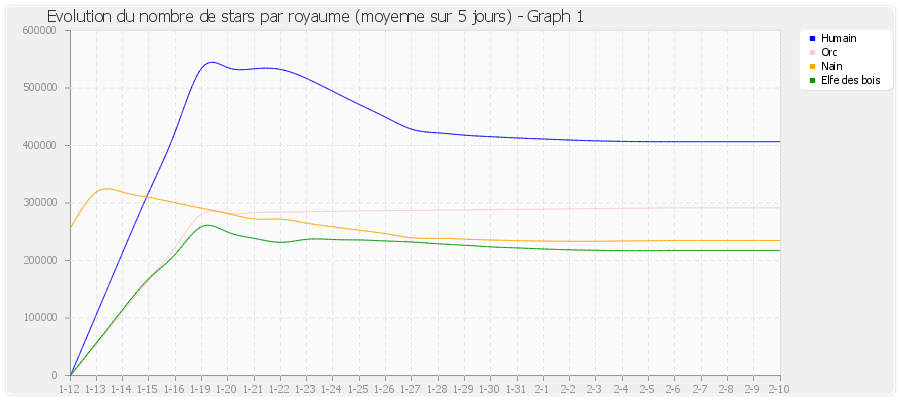 Evolution du nombre de stars par royaume (moyenne sur 5 jours) - Graph 1
600000
500000
400000
300000
200000
100000
0
1-12 1-13 1-14 1-15 1-16 1-19 1-20 1-21 1-22 1-23 1-24 1-25 1-26 1-27 1-28 1-29 1-30 1-31 2-1 2-2 2-3 2-4 2-5 2-6 2-7 2-8 2-9 2-10
Humain
Orc
Nain
Elfe des bois